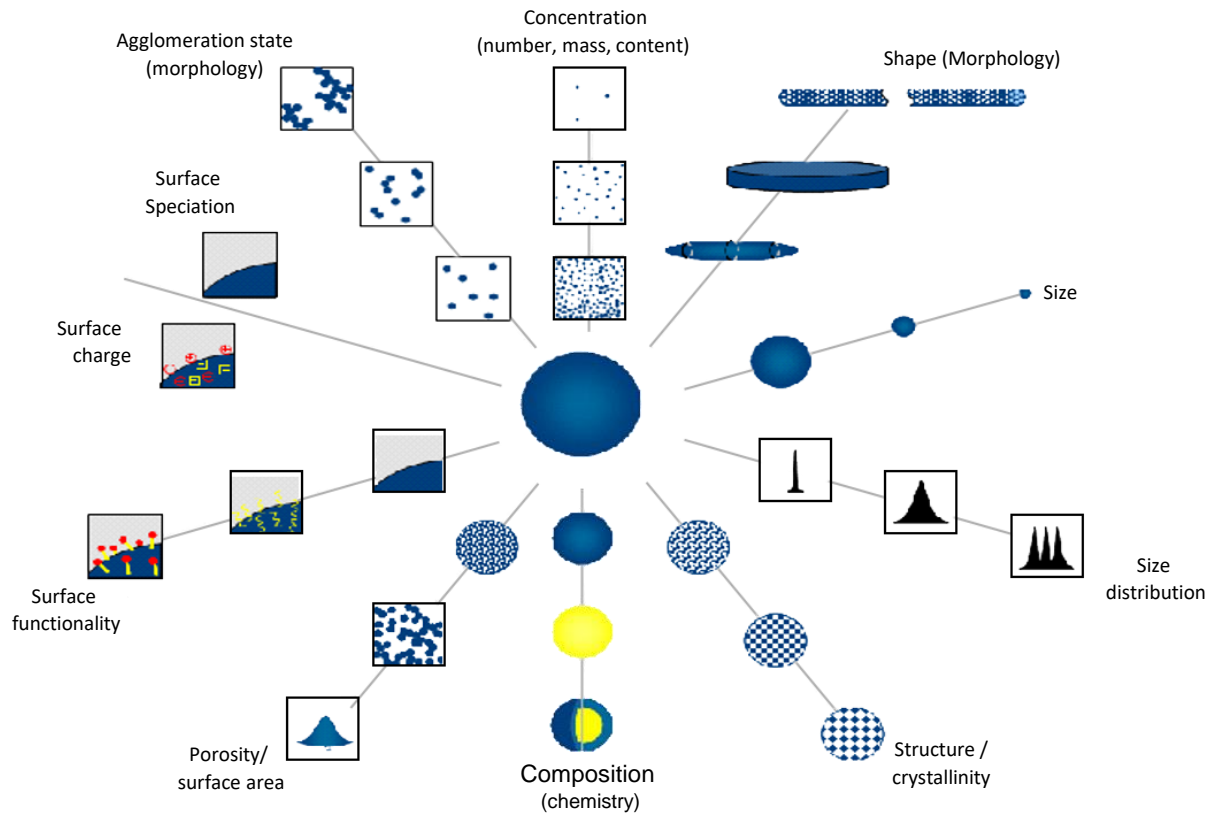 Concentration
(number, mass, content)
Agglomeration state
(morphology)
Shape (Morphology)
Surface
Speciation
Size
Surface
charge
Size
distribution
Surface
functionality
Porosity/
surface area
Composition
(chemistry)
Structure /
crystallinity